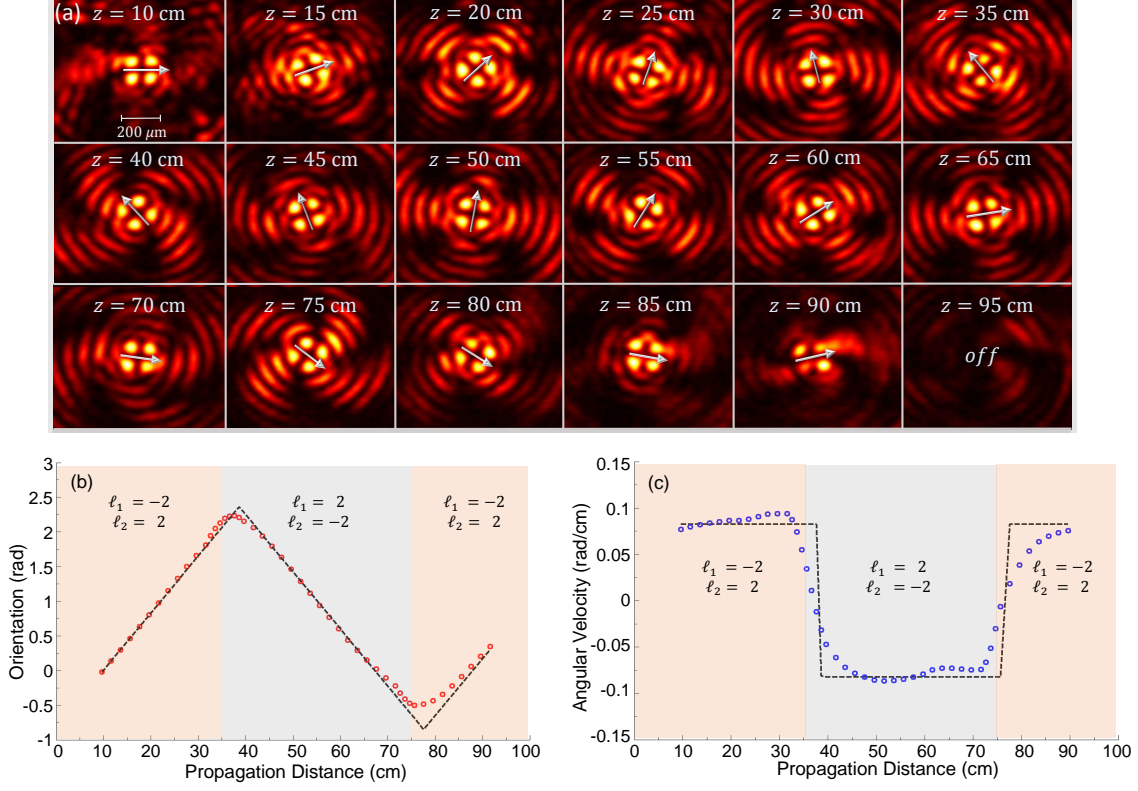 (a)
z = 10 cm
z = 15 cm
z = 20 cm
z = 25 cm
z = 30 cm
z = 35 cm
200 μm
z = 40 cm
z = 45 cm
z = 50 cm
z = 55 cm
z = 60 cm
z = 65 cm
z = 70 cm
z = 75 cm
z = 80 cm
z = 85 cm
z = 90 cm
z = 95 cm
off
(b)
Orientation (rad)
3
2.5
2
1.5
1
0.5
0
-0.5
-1
ℓ1 = −2
ℓ2 = 2
ℓ1 = 2
ℓ2 = −2
ℓ1 = −2
ℓ2 = 2
0 10 20 30 40 50 60 70 80 90 100
Propagation Distance (cm)
(c)
Angular Velocity (rad/cm)
0.15
0.1
0.05
0
-0.05
-0.1
-0.15
ℓ1 = −2
ℓ2 = 2
ℓ1 = 2
ℓ2 = −2
ℓ1 = −2
ℓ2 = 2
0 10 20 30 40 50 60 70 80 90 100
Propagation Distance (cm)